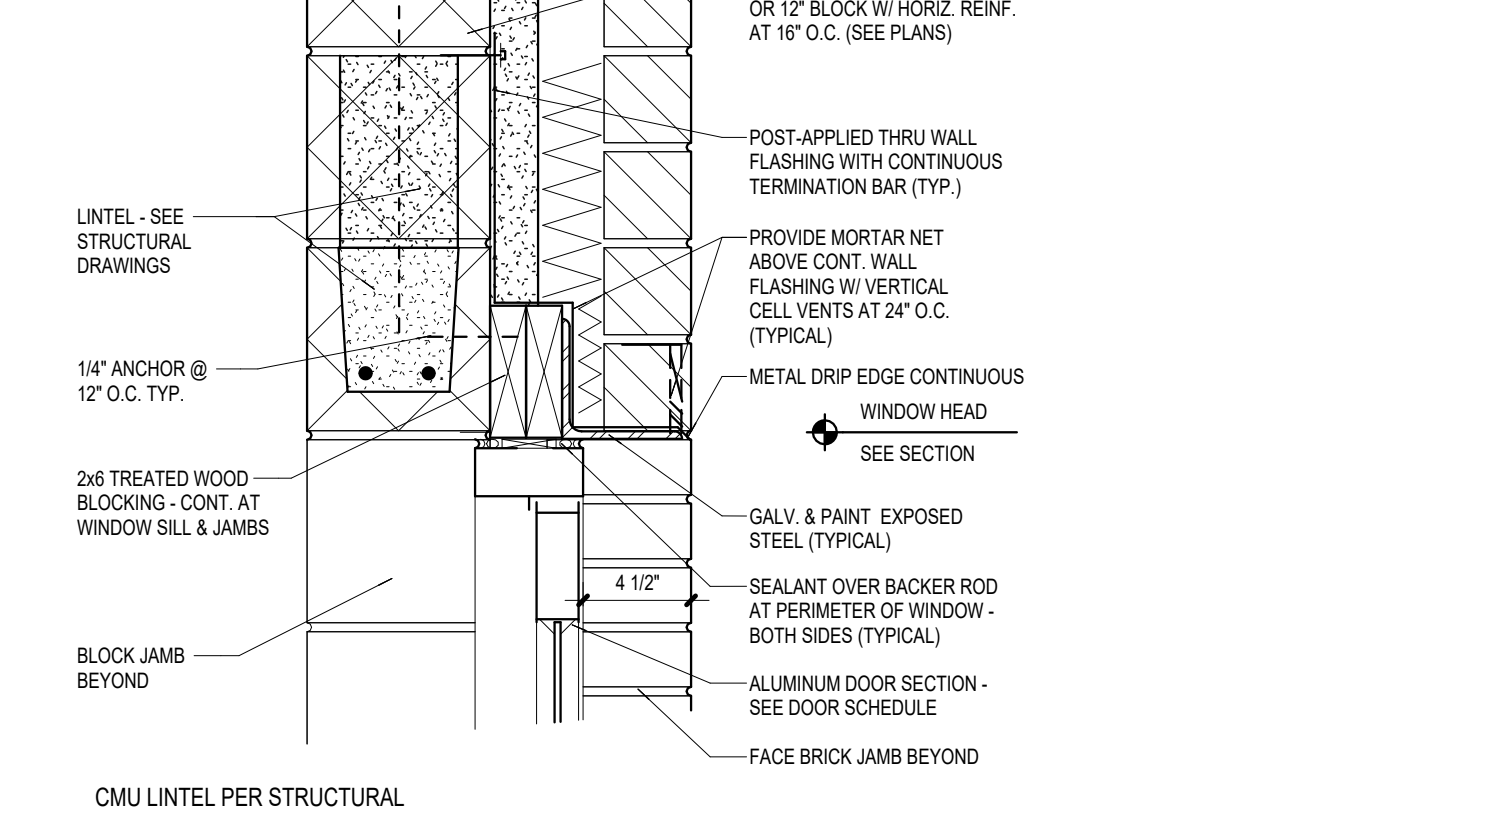 OR 12" BLOCK W/ HORIZ. REINF.
AT 16" O.C. (SEE PLANS)
POST-APPLIED THRU WALL
FLASHING WITH CONTINUOUS
TERMINATION BAR (TYP.)
LINTEL - SEE
STRUCTURAL
DRAWINGS
PROVIDE MORTAR NET
ABOVE CONT. WALL
FLASHING W/ VERTICAL
CELL VENTS AT 24" O.C.
(TYPICAL)
1/4" ANCHOR @
12" O.C. TYP.
METAL DRIP EDGE CONTINUOUS
WINDOW HEAD
SEE SECTION
2x6 TREATED WOOD
BLOCKING - CONT. AT
WINDOW SILL & JAMBS
GALV. & PAINT EXPOSED
STEEL (TYPICAL)
4 1/2"
SEALANT OVER BACKER ROD
AT PERIMETER OF WINDOW -
BOTH SIDES (TYPICAL)
BLOCK JAMB
BEYOND
ALUMINUM DOOR SECTION -
SEE DOOR SCHEDULE
FACE BRICK JAMB BEYOND
CMU LINTEL PER STRUCTURAL